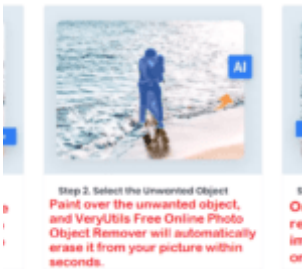 AI
Step 2. Select the Unwanted Object
Paint over the unwanted object,
and VeryUtils Free Online Photo
Object Remover will automatically
erase it from your picture within
seconds.